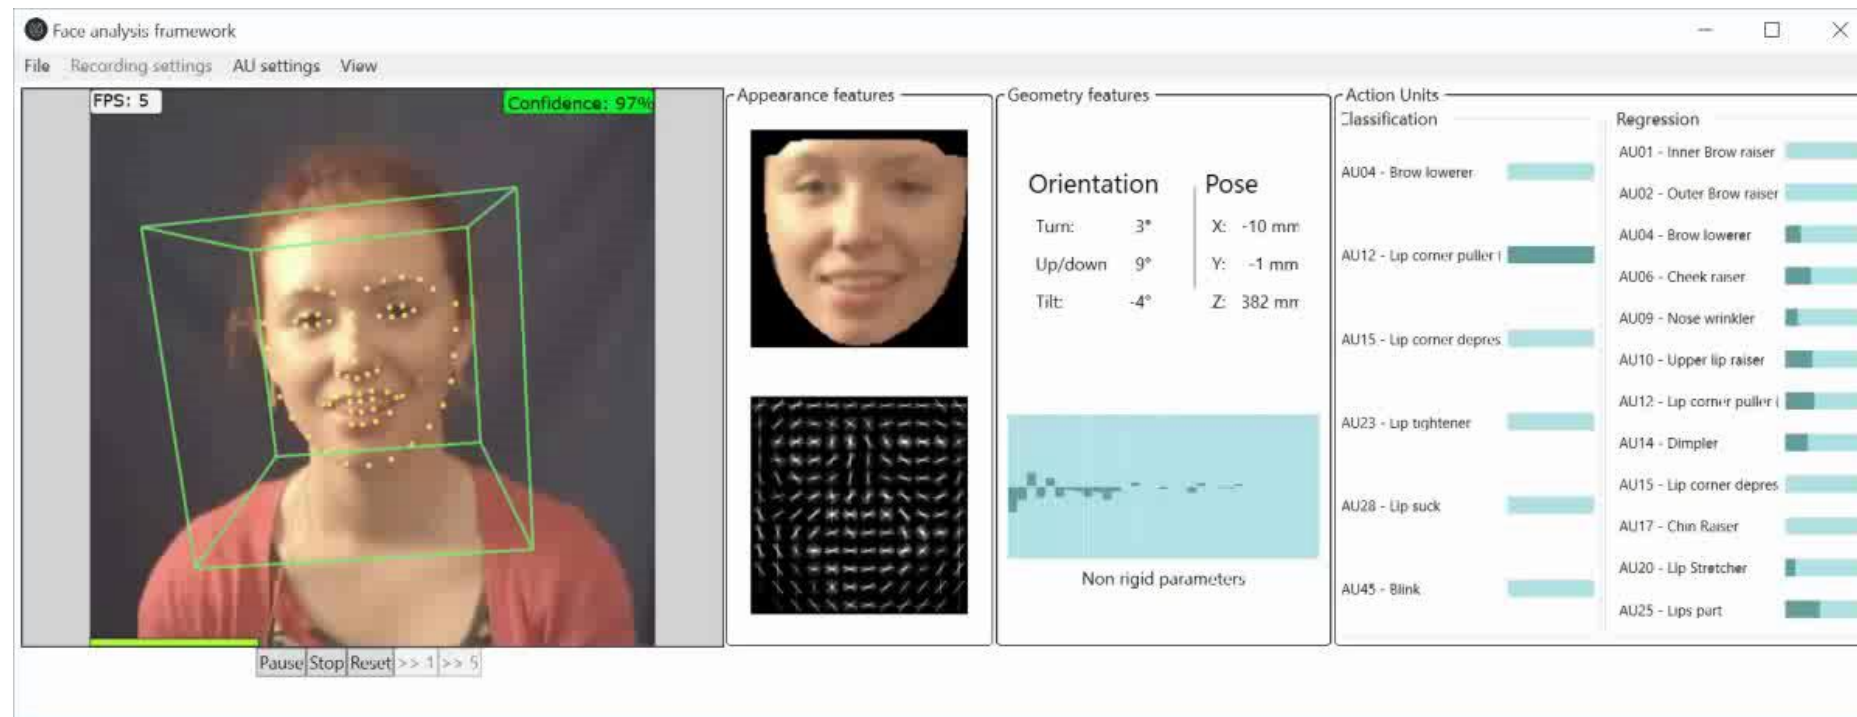 Face analysis framework
File Recording settings AU settings View
FPS: 5
Confidence: 97%
Pause Stop Reset >> 1 >> 5
Appearance features
Geometry features
Orientation
Turn: 3°
Up/down 9°
Tilt: -4°
Pose
X: -10 mm
Y: -1 mm
Z: 382 mm
Non rigid parameters
Action Units
Classification
AU04 - Brow lowerer
AU12 - Lip corner puller (
AU15 - Lip corner depres
AU23 - Lip tightener
AU28 - Lip suck
AU45 - Blink
Regression
AU01 - Inner Brow raiser
AU02 - Outer Brow raiser
AU04 - Brow lowerer
AU06 - Cheek raiser
AU09 - Nose wrinkler
AU10 - Upper lip raiser
AU12 - Lip corner puller (
AU14 - Dimpler
AU15 - Lip corner depres
AU17 - Chin Raiser
AU20 - Lip Stretcher
AU25 - Lips part